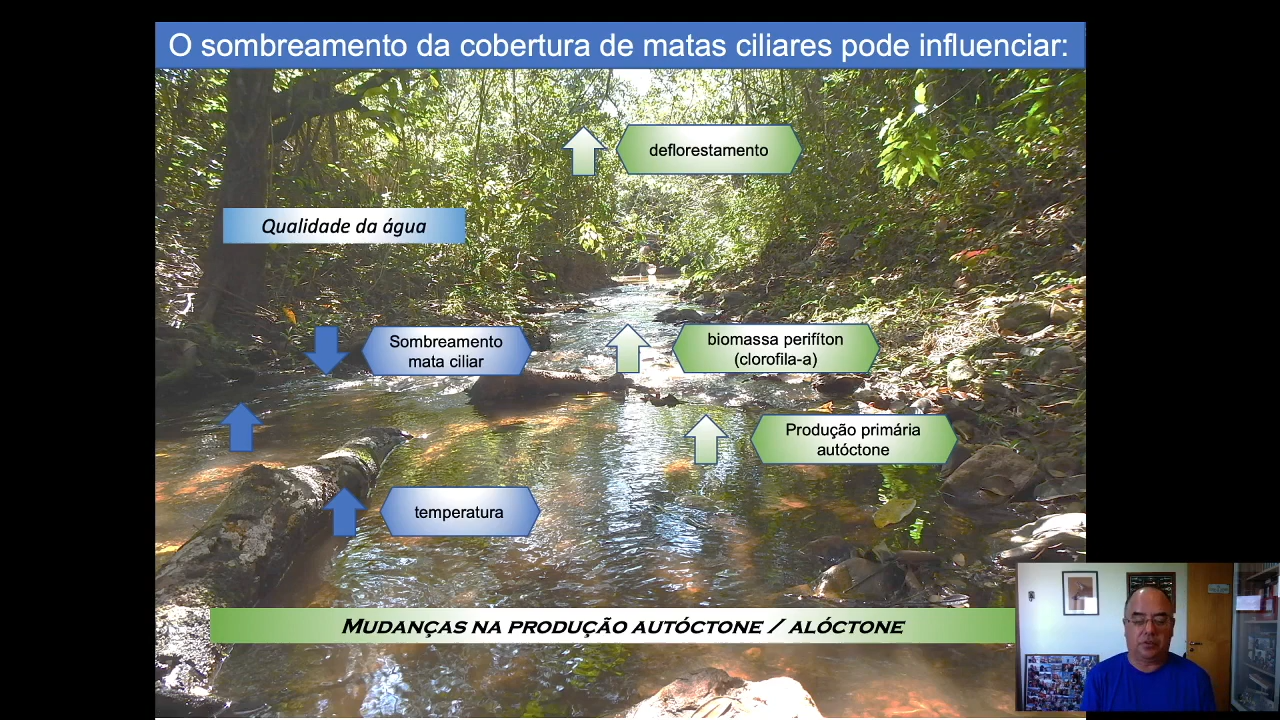 O sombreamento da cobertura de matas ciliares pode influenciar:
deflorestamento
Qualidade da água
Sombreamento
mata ciliar
biomassa perifíton
(clorofila-a)
Produção primária
autóctone
temperatura
MUDANÇAS NA PRODUÇÃO AUTÓCTONE / ALÓCTONE